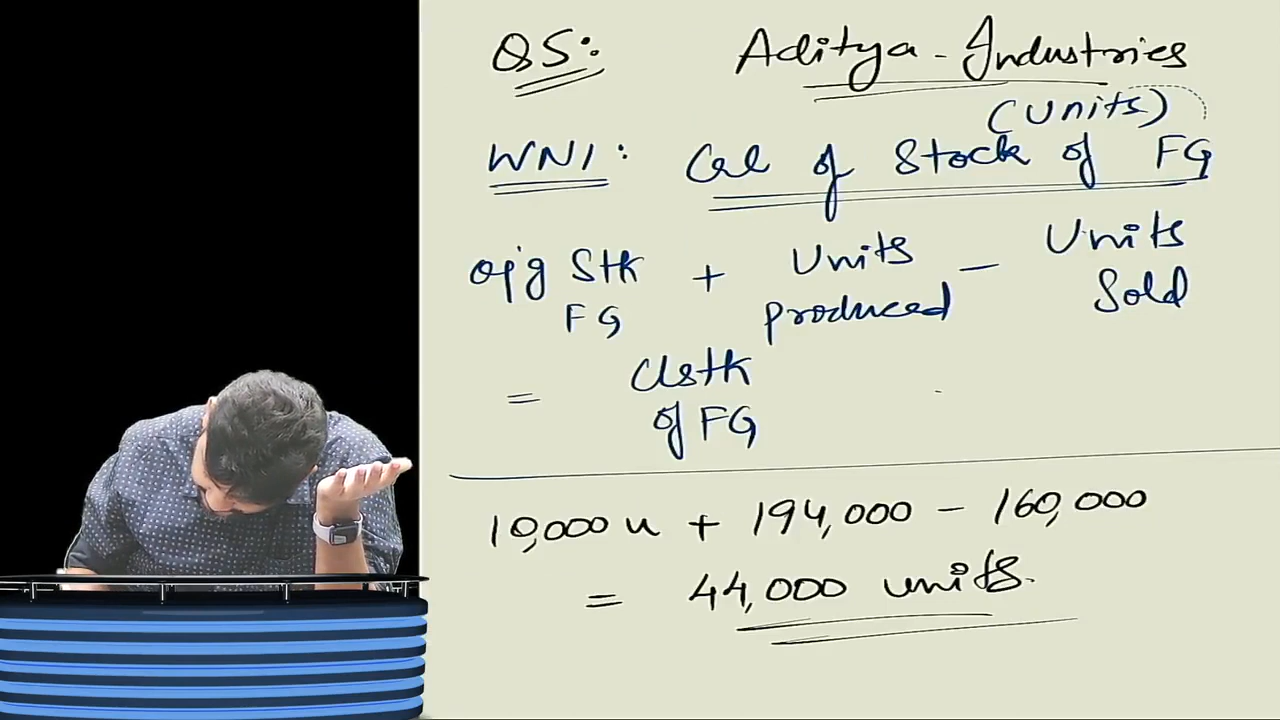 Q5: Aditya - Industries
(Units)
WN1: Cal of Stock of FG
op'g Stk FG + Units produced - Units Sold
= Clstk of FG
10,000 u + 194,000 - 160,000
= 44,000 units.